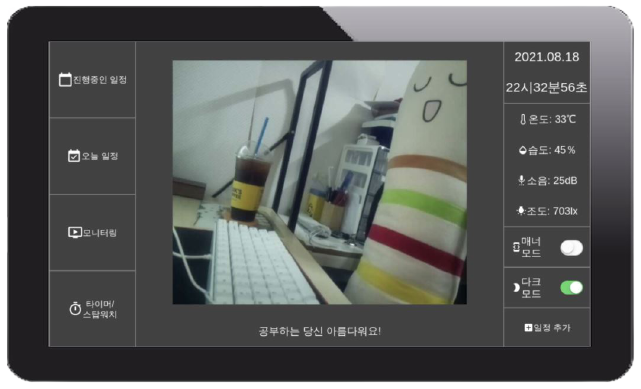 진행중인 일정
오늘 일정
모니터링
타이머/
스탑워치
공부하는 당신 아름다워요!
2021.08.18
22시32분56초
온도: 33℃
습도: 45%
소음: 25dB
조도: 703lx
매너
모드
다크
모드
일정 추가